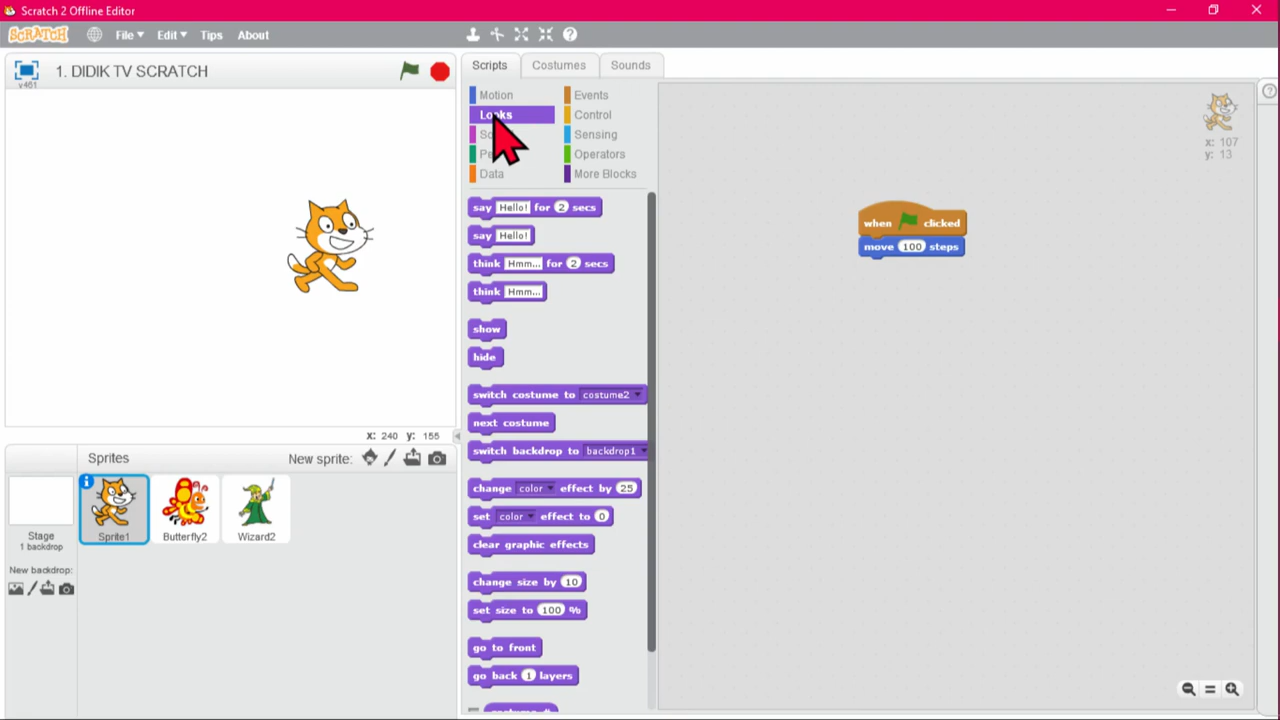 Scratch 2 Offline Editor
SCRATCH File Edit Tips About
1. DIDIK TV SCRATCH
v461
Scripts Costumes Sounds
Motion Events
Looks Control
Sensing
Operators
Data More Blocks
say Hello! for 2 secs
say Hello!
think Hmm... for 2 secs
think Hmm...
show
hide
switch costume to costume2
next costume
switch backdrop to backdrop1
change color effect by 25
set color effect to 0
clear graphic effects
change size by 10
set size to 100 %
go to front
go back 1 layers
when clicked
move 100 steps
x: 107
y: 13
x: 240 y: 155
Sprites New sprite:
Stage
1 backdrop
New backdrop:
Sprite1 Butterfly2 Wizard2